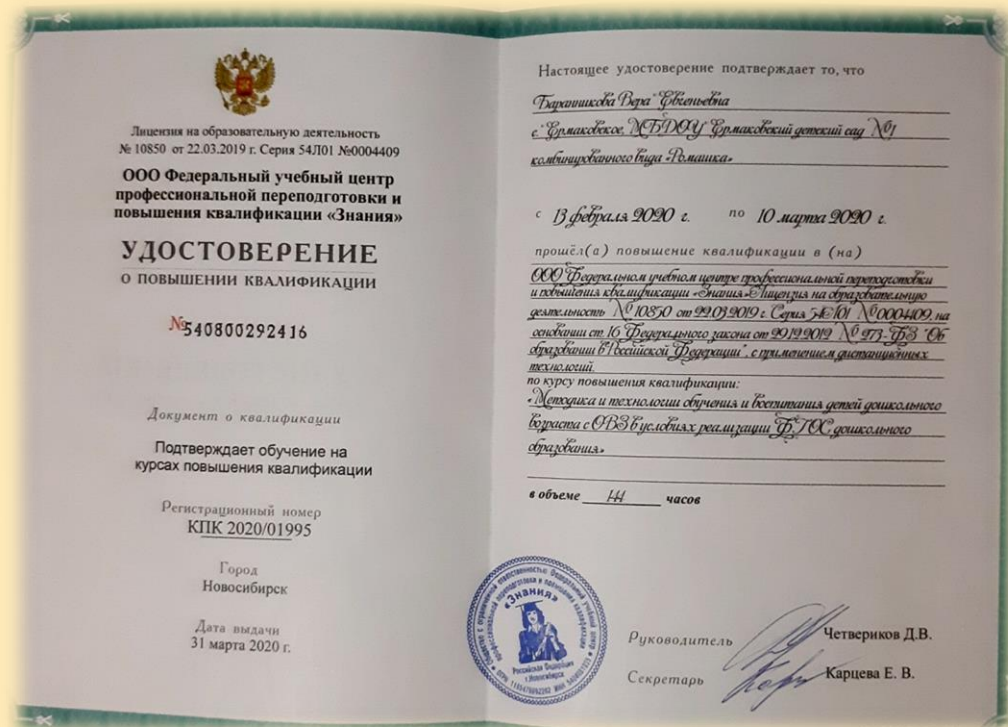 Лицензия на образовательную деятельность
№ 10850 от 22.03.2019 г. Серия 54Л01 №0004409
ООО Федеральный учебный центр
профессиональной переподготовки и
повышения квалификации «Знания»
УДОСТОВЕРЕНИЕ
О ПОВЫШЕНИИ КВАЛИФИКАЦИИ
№540800292416
Документ о квалификации
Подтверждает обучение на
курсах повышения квалификации
Регистрационный номер
КПК 2020/01995
Город
Новосибирск
Дата выдачи
31 марта 2020 г.
Настоящее удостоверение подтверждает то, что
Баранникова Вера Евгеньевна
с. Ермаковское, МБДОУ Ермаковский детский сад №1
комбинированного вида «Ромашка»
с 13 февраля 2020 г. по 10 марта 2020 г.
прошёл(а) повышение квалификации в (на)
ООО Федеральном учебном центре профессиональной переподготовки
и повышения квалификации «Знания» Лицензия на образовательную
деятельность №10850 от 22.03.2019 г. Серия 54Л01 №0004409, на
основании ст. 16 Федерального закона от 29.12.2012 №273-ФЗ "Об
образовании в Российской Федерации", с применением дистанционных
технологий.
по курсу повышения квалификации:
«Методика и технологии обучения и воспитания детей дошкольного
возраста с ОВЗ в условиях реализации ФГОС дошкольного
образования»
в объеме 144 часов
«Знания»
Российская Федерация
г.Новосибирск
Руководитель Четвериков Д.В.
Секретарь Карцева Е. В.